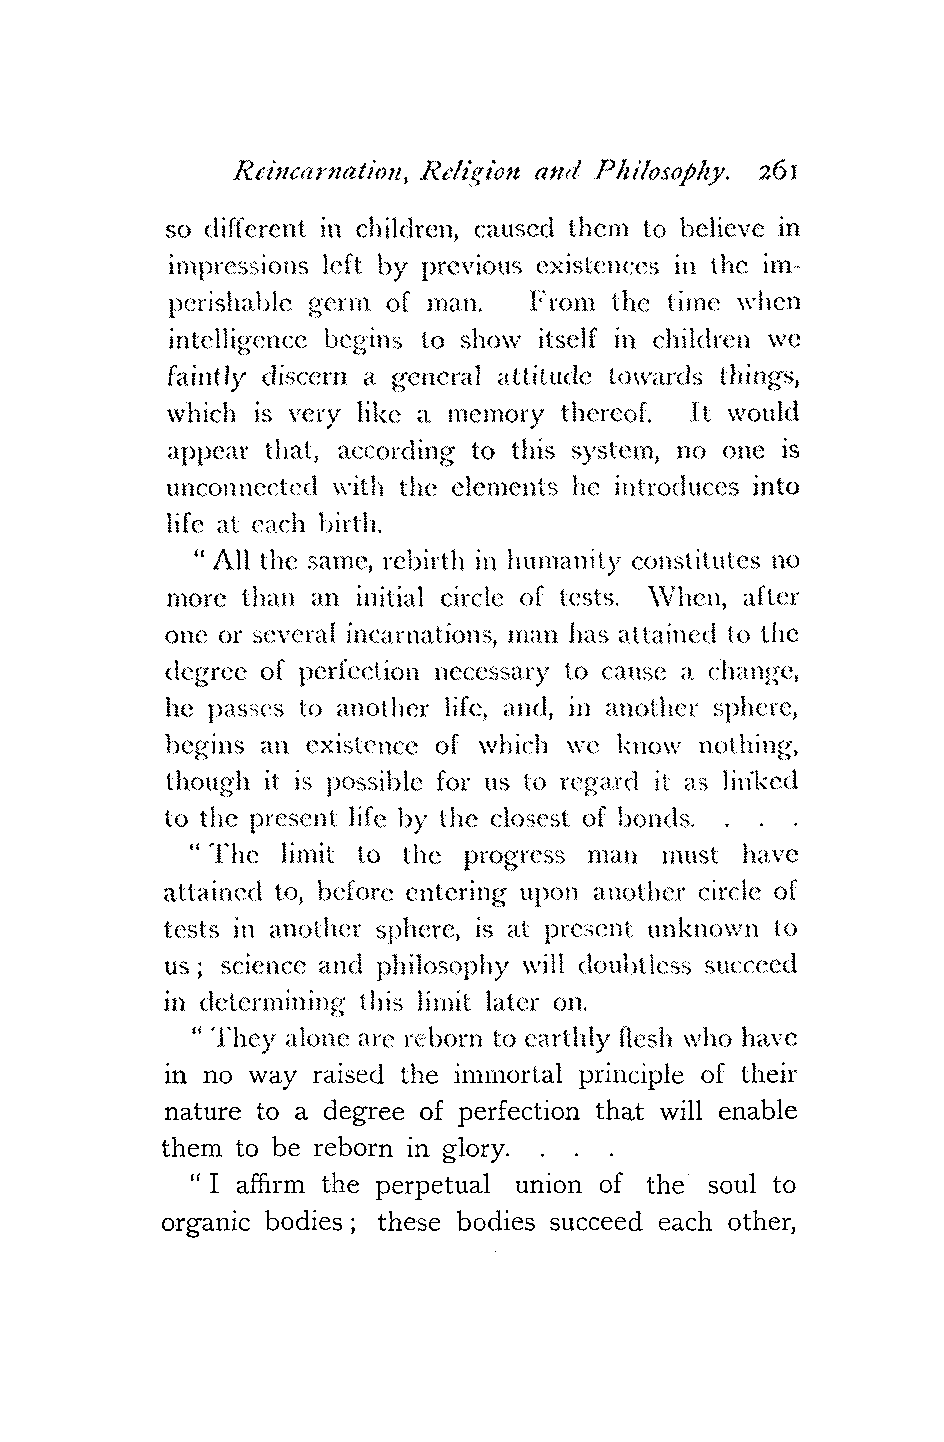 Reincarnation, Religion and Philosophy. 261
so different in children, caused them to believe in
impressions left by previous existences in the im-
perishable germ of man. From the time when
intelligence begins to show itself in children we
faintly discern a general attitude towards things,
which is very like a memory thereof. It would
appear that, according to this system, no one is
unconnected with the elements he introduces into
life at each birth.
" All the same, rebirth in humanity constitutes no
more than an initial circle of tests. When, after
one or several incarnations, man has attained to the
degree of perfection necessary to cause a change,
he passes to another life, and, in another sphere,
begins an existence of which we know nothing,
though it is possible for us to regard it as linked
to the present life by the closest of bonds. . . .
" The limit to the progress man must have
attained to, before entering upon another circle of
tests in another sphere, is at present unknown to
us ; science and philosophy will doubtless succeed
in determining this limit later on.
" They alone are reborn to earthly flesh who have
in no way raised the immortal principle of their
nature to a degree of perfection that will enable
them to be reborn in glory. . . .
" I affirm the perpetual union of the soul to
organic bodies ; these bodies succeed each other,